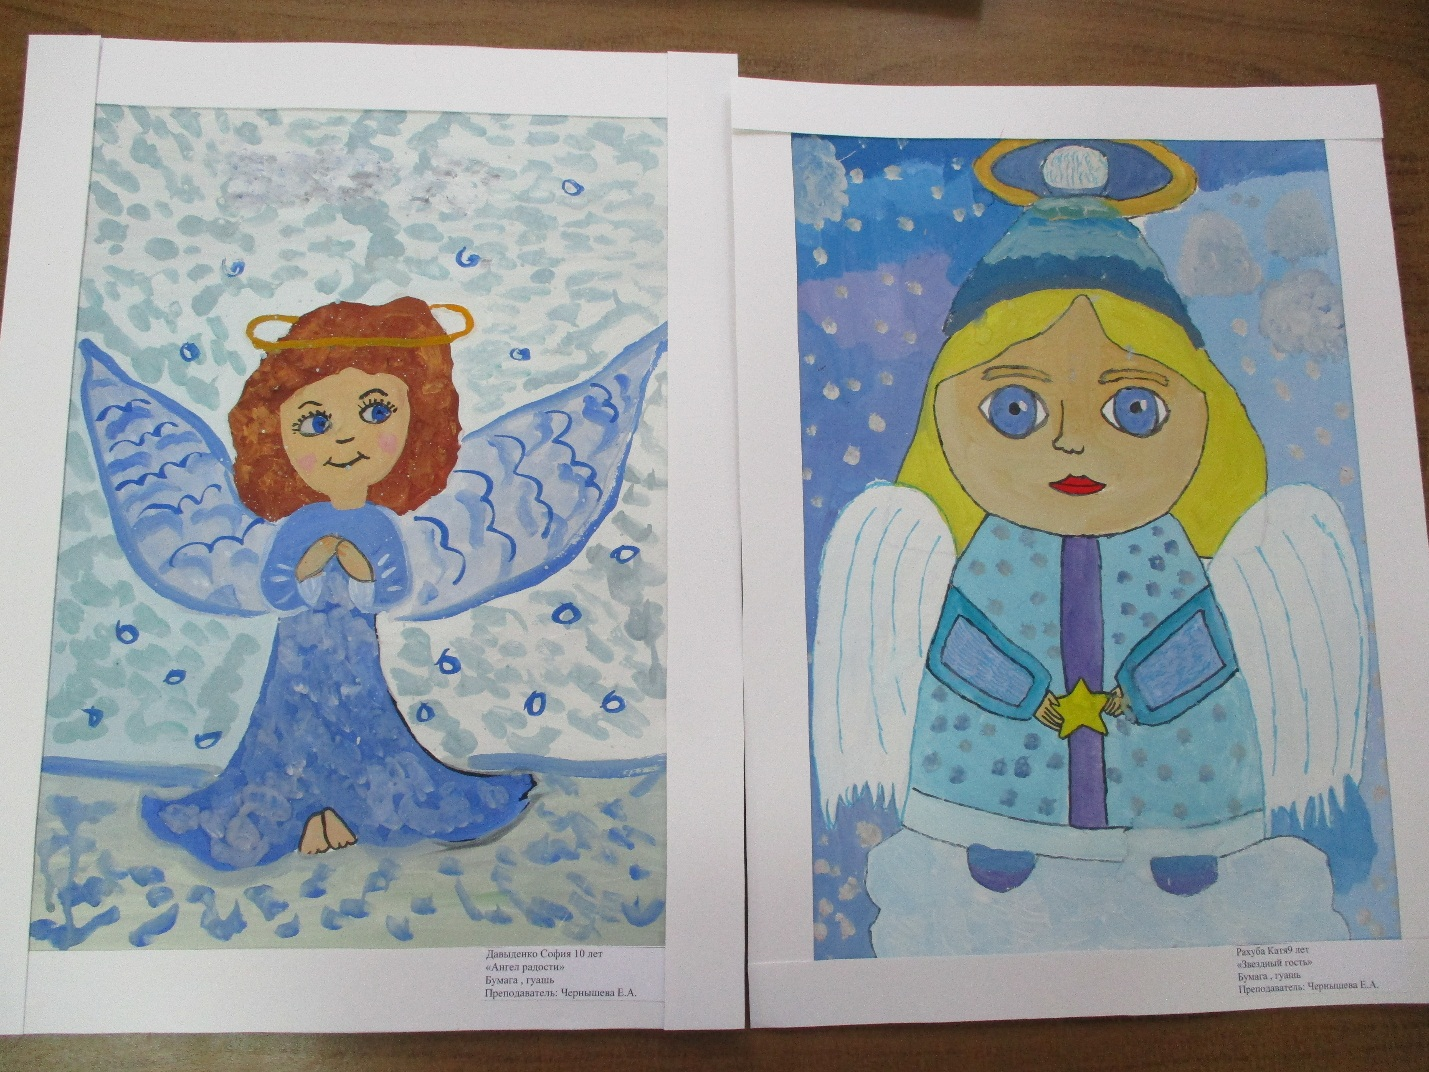 Давыденко София 10 лет
«Ангел радости»
Бумага , гуашь
Преподаватель: Чернышева Е.А.
Рахуба Катя9 лет
«Звездный гость»
Бумага , гуашь
Преподаватель: Чернышева Е.А.